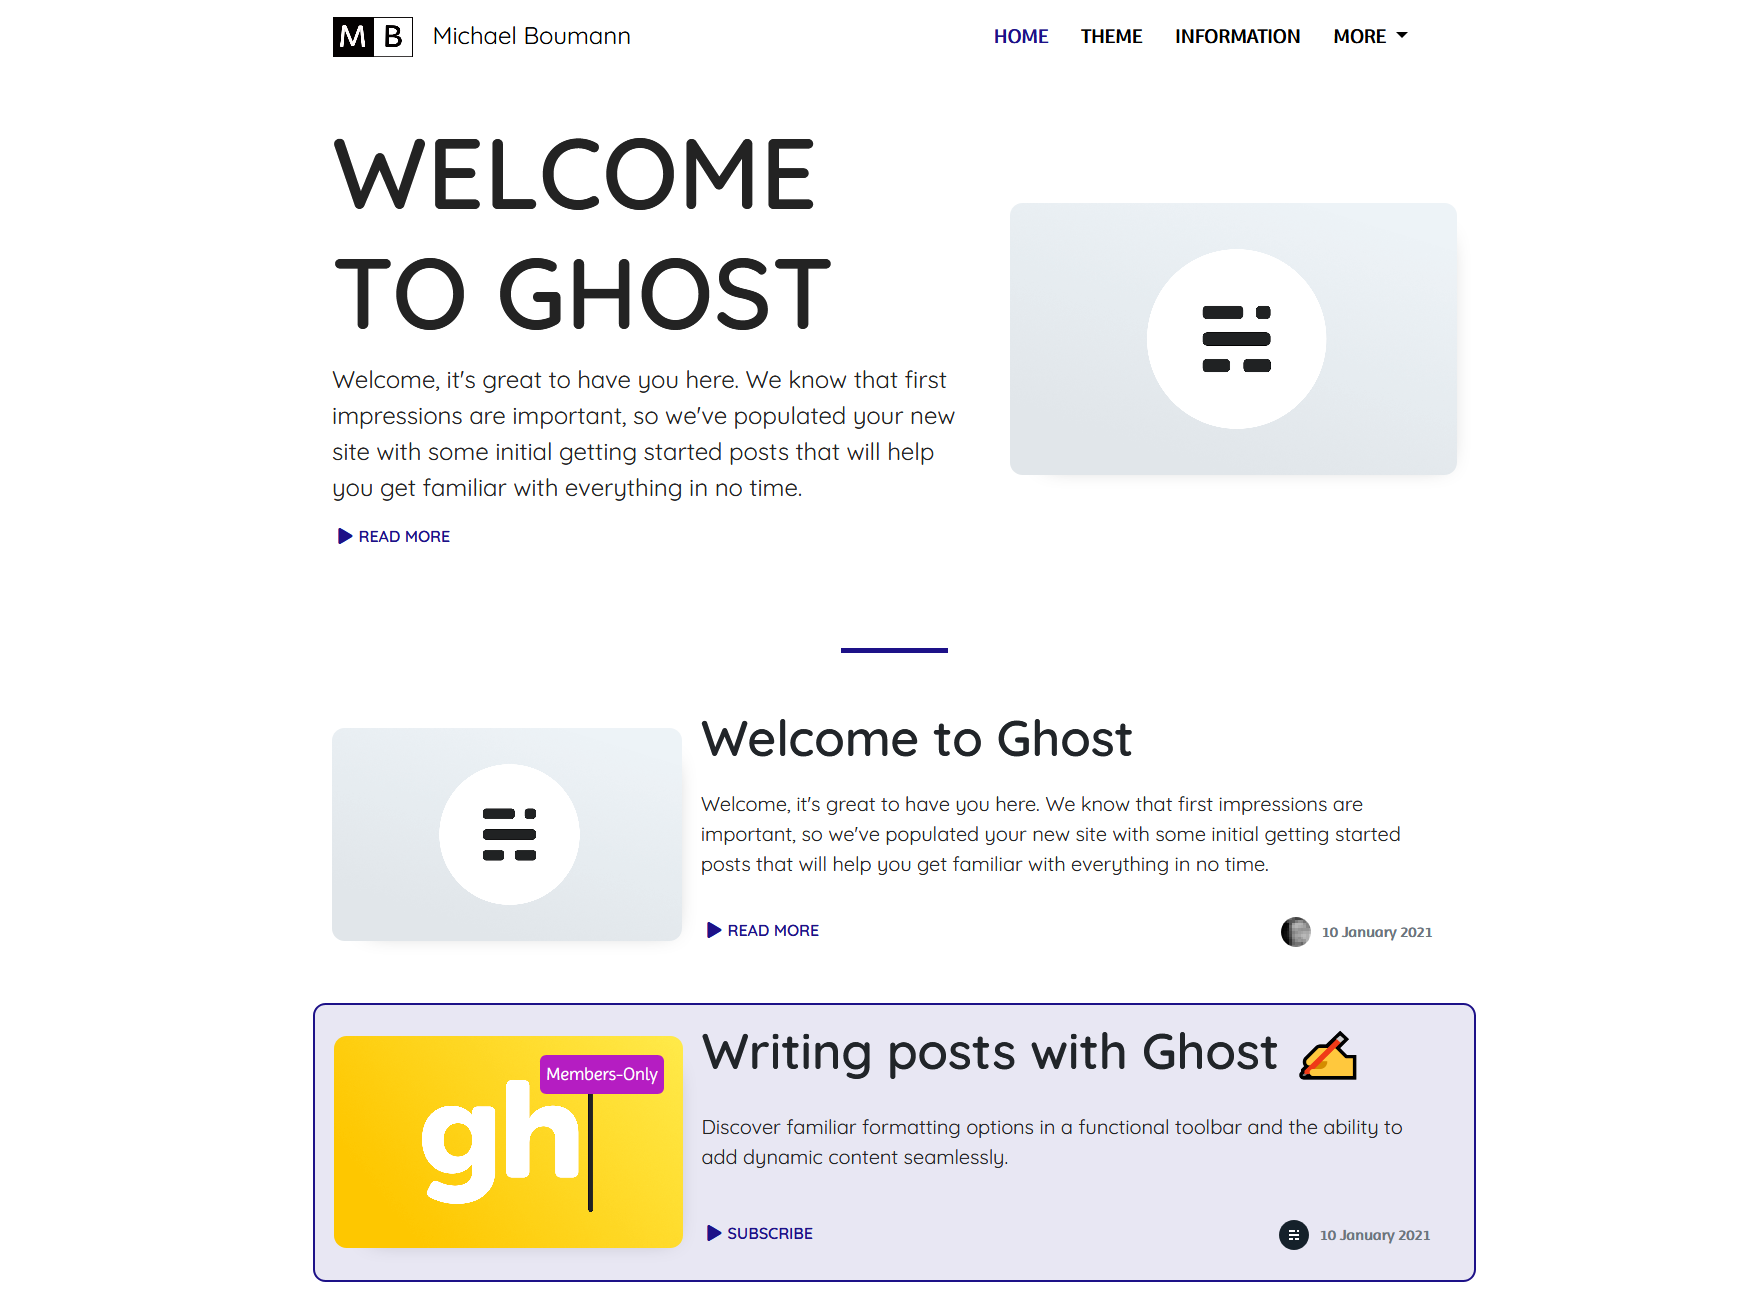 M B Michael Boumann HOME THEME INFORMATION MORE
WELCOME
TO GHOST
Welcome, it's great to have you here. We know that first
impressions are important, so we've populated your new
site with some initial getting started posts that will help
you get familiar with everything in no time.
READ MORE
Welcome to Ghost
Welcome, it's great to have you here. We know that first impressions are
important, so we've populated your new site with some initial getting started
posts that will help you get familiar with everything in no time.
READ MORE 10 January 2021
Members-Only
gh
Writing posts with Ghost ✍️
Discover familiar formatting options in a functional toolbar and the ability to
add dynamic content seamlessly.
SUBSCRIBE 10 January 2021